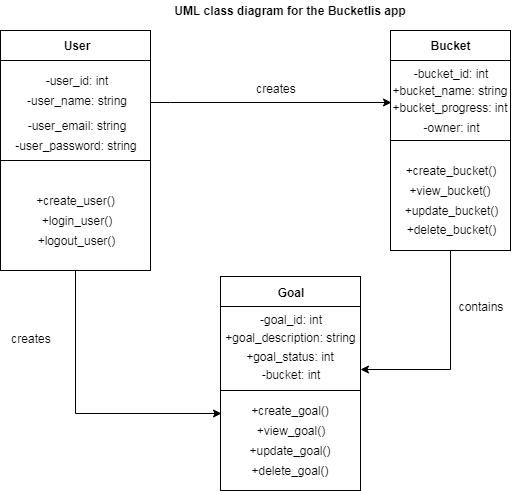 UML class diagram for the Bucketlis app
User
-user_id: int
-user_name: string
-user_email: string
-user_password: string
+create_user()
+login_user()
+logout_user()
creates
Bucket
-bucket_id: int
+bucket_name: string
+bucket_progress: int
-owner: int
+create_bucket()
+view_bucket()
+update_bucket()
+delete_bucket()
creates
contains
Goal
-goal_id: int
+goal_description: string
+goal_status: int
-bucket: int
+create_goal()
+view_goal()
+update_goal()
+delete_goal()